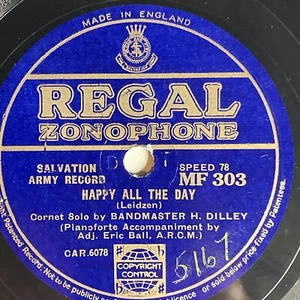 MADE IN ENGLAND
REGAL
ZONOPHONE
SALVATION
ARMY RECORD
SPEED 78
MF 303
HAPPY ALL THE DAY
(Leidzen)
Cornet Solo by BANDMASTER H. DILLEY
(Pianoforte Accompaniment by
Adj. Eric Ball, A.R.C.M.)
CAR.6078
COPYRIGHT
CONTROL
5167